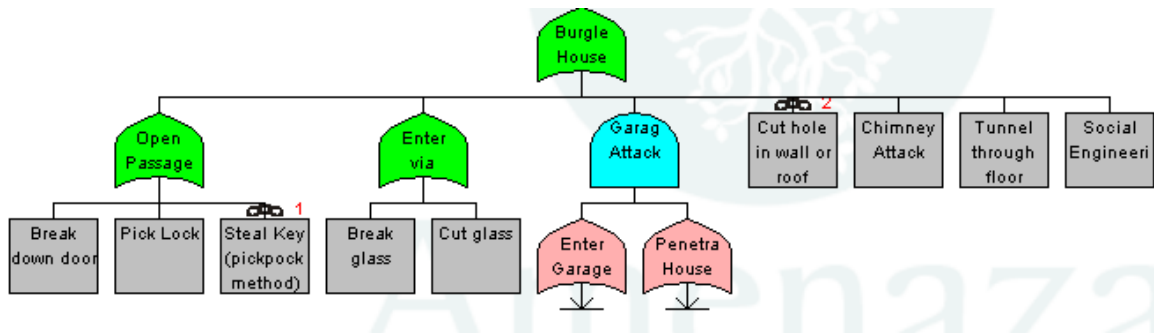 Burgle
House
Open
Passage
Enter
via
Garag
Attack
2
Cut hole
in wall or
roof
Chimney
Attack
Tunnel
through
floor
Social
Engineeri
Break
down door
Pick Lock
1
Steal Key
(pickpock
method)
Break
glass
Cut glass
Enter
Garage
Penetra
House
Amenaza